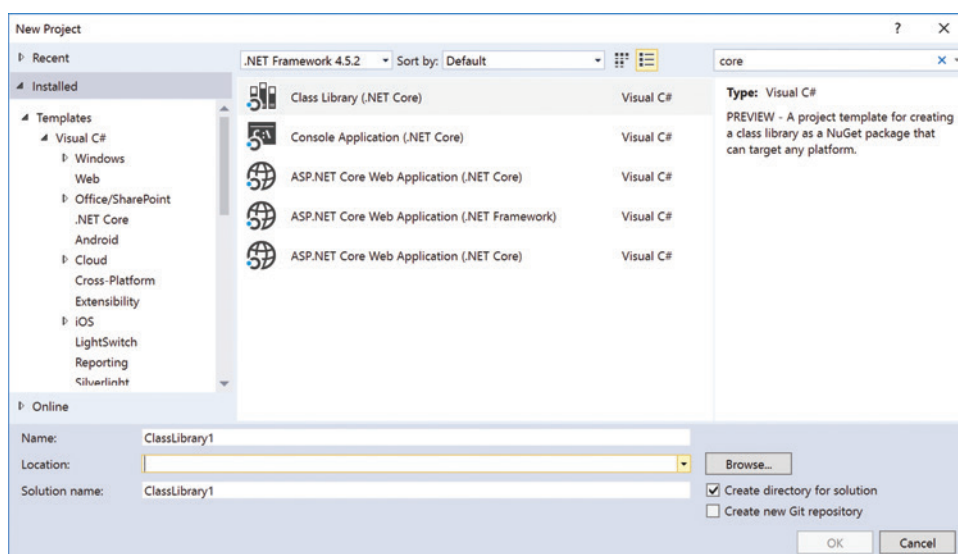 New Project
? ×
Recent
.NET Framework 4.5.2 Sort by: Default
core
Installed
Templates
Visual C#
Windows
Web
Office/SharePoint
.NET Core
Android
Cloud
Cross-Platform
Extensibility
iOS
LightSwitch
Reporting
Silverlight
Online
Class Library (.NET Core) Visual C#
Console Application (.NET Core) Visual C#
ASP.NET Core Web Application (.NET Core) Visual C#
ASP.NET Core Web Application (.NET Framework) Visual C#
ASP.NET Core Web Application (.NET Core) Visual C#
Type: Visual C#
PREVIEW - A project template for creating
a class library as a NuGet package that
can target any platform.
Name: ClassLibrary1
Location:
Browse...
Solution name: ClassLibrary1
Create directory for solution
Create new Git repository
OK Cancel